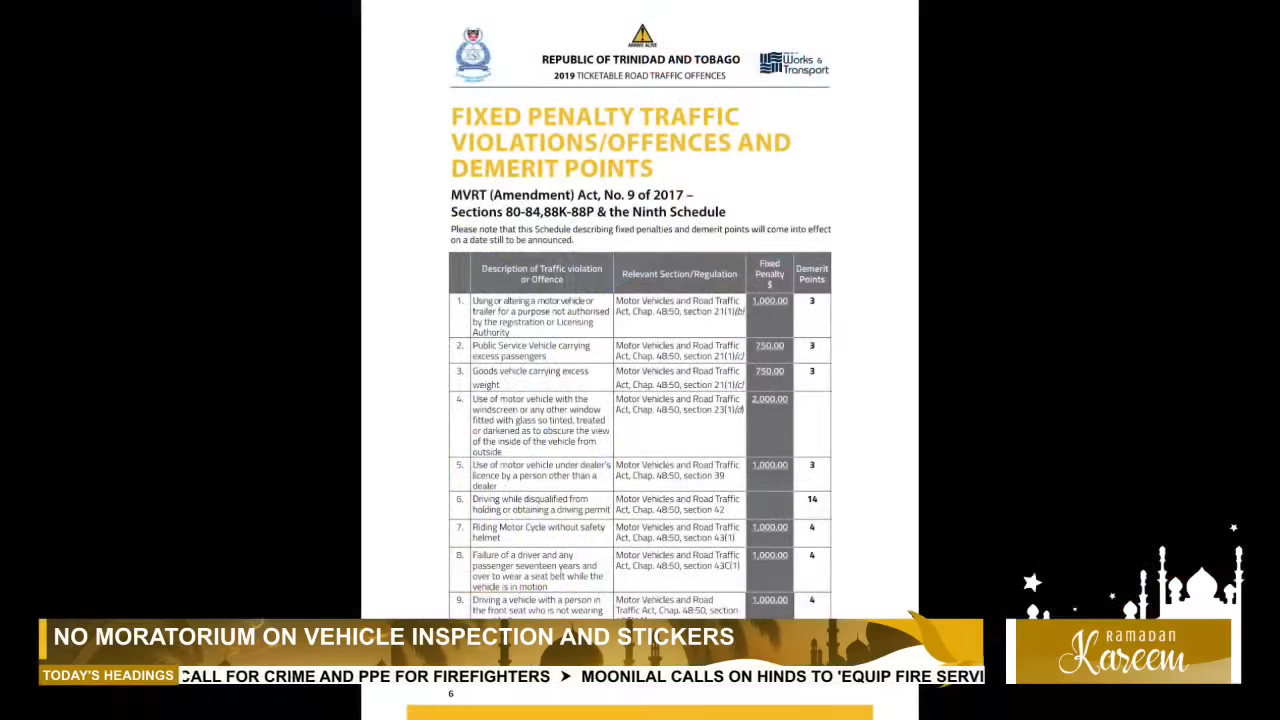 ARRIVE ALIVE
REPUBLIC OF TRINIDAD AND TOBAGO
2019 TICKETABLE ROAD TRAFFIC OFFENCES
Works &
Transport
FIXED PENALTY TRAFFIC
VIOLATIONS/OFFENCES AND
DEMERIT POINTS
MVRT (Amendment) Act, No. 9 of 2017 –
Sections 80-84,88K-88P & the Ninth Schedule
Please note that this Schedule describing fixed penalties and demerit points will come into effect
on a date still to be announced.
Description of Traffic violation
or Offence
Relevant Section/Regulation
Fixed
Penalty
$
Demerit
Points
1. Using or altering a motor vehicle or
trailer for a purpose not authorised
by the registration or Licensing
Authority
Motor Vehicles and Road Traffic
Act, Chap. 48:50, section 21(1)(b)
1,000.00
3
2. Public Service Vehicle carrying
excess passengers
Motor Vehicles and Road Traffic
Act, Chap. 48:50, section 21(1)(c)
750.00
3
3. Goods vehicle carrying excess
weight
Motor Vehicles and Road Traffic
Act, Chap. 48:50, section 21(1)(c)
750.00
3
4. Use of motor vehicle with the
windscreen or any other window
fitted with glass so tinted, treated
or darkened as to obscure the view
of the inside of the vehicle from
outside
Motor Vehicles and Road Traffic
Act, Chap. 48:50, section 23(1)(d)
2,000.00
5. Use of motor vehicle under dealer's
licence by a person other than a
dealer
Motor Vehicles and Road Traffic
Act, Chap. 48:50, section 39
1,000.00
3
6. Driving while disqualified from
holding or obtaining a driving permit
Motor Vehicles and Road Traffic
Act, Chap. 48:50, section 42
14
7. Riding Motor Cycle without safety
helmet
Motor Vehicles and Road Traffic
Act, Chap. 48:50, section 43(1)
1,000.00
4
8. Failure of a driver and any
passenger seventeen years and
over to wear a seat belt while the
vehicle is in motion
Motor Vehicles and Road Traffic
Act, Chap. 48:50, section 43C(1)
1,000.00
4
9. Driving a vehicle with a person in
the front seat who is not wearing
Motor Vehicles and Road
Traffic Act, Chap. 48:50, section
1,000.00
4
NO MORATORIUM ON VEHICLE INSPECTION AND STICKERS
TODAY'S HEADINGS
CALL FOR CRIME AND PPE FOR FIREFIGHTERS ➤ MOONILAL CALLS ON HINDS TO 'EQUIP FIRE SERVI
RAMADAN
Kareem
6